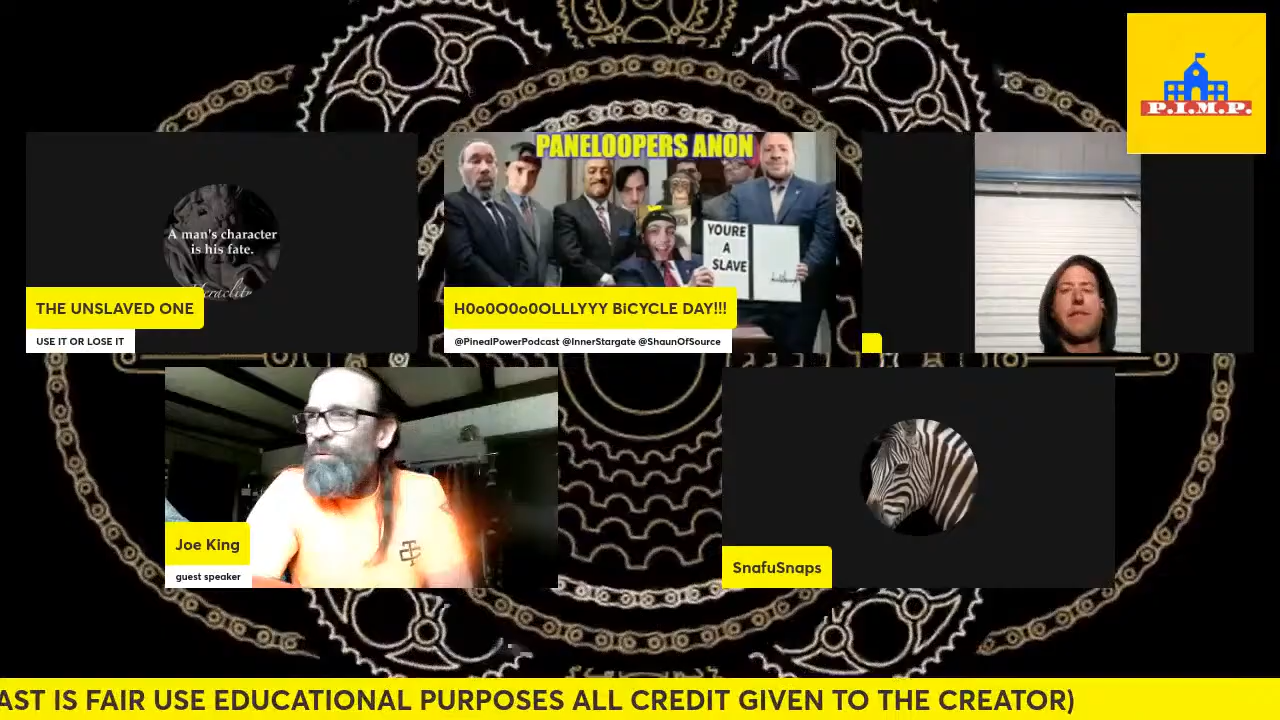 P.I.M.P.
A man's character
is his fate.
THE UNSLAVED ONE
USE IT OR LOSE IT
PANELOOPERS ANON
YOURE
A
SLAVE
H0o0O0o0OLLLYYY BiCYCLE DAY!!!
@PinealPowerPodcast @InnerStargate @ShaunOfSource
Joe King
guest speaker
SnafuSnaps
AST IS FAIR USE EDUCATIONAL PURPOSES ALL CREDIT GIVEN TO THE CREATOR)